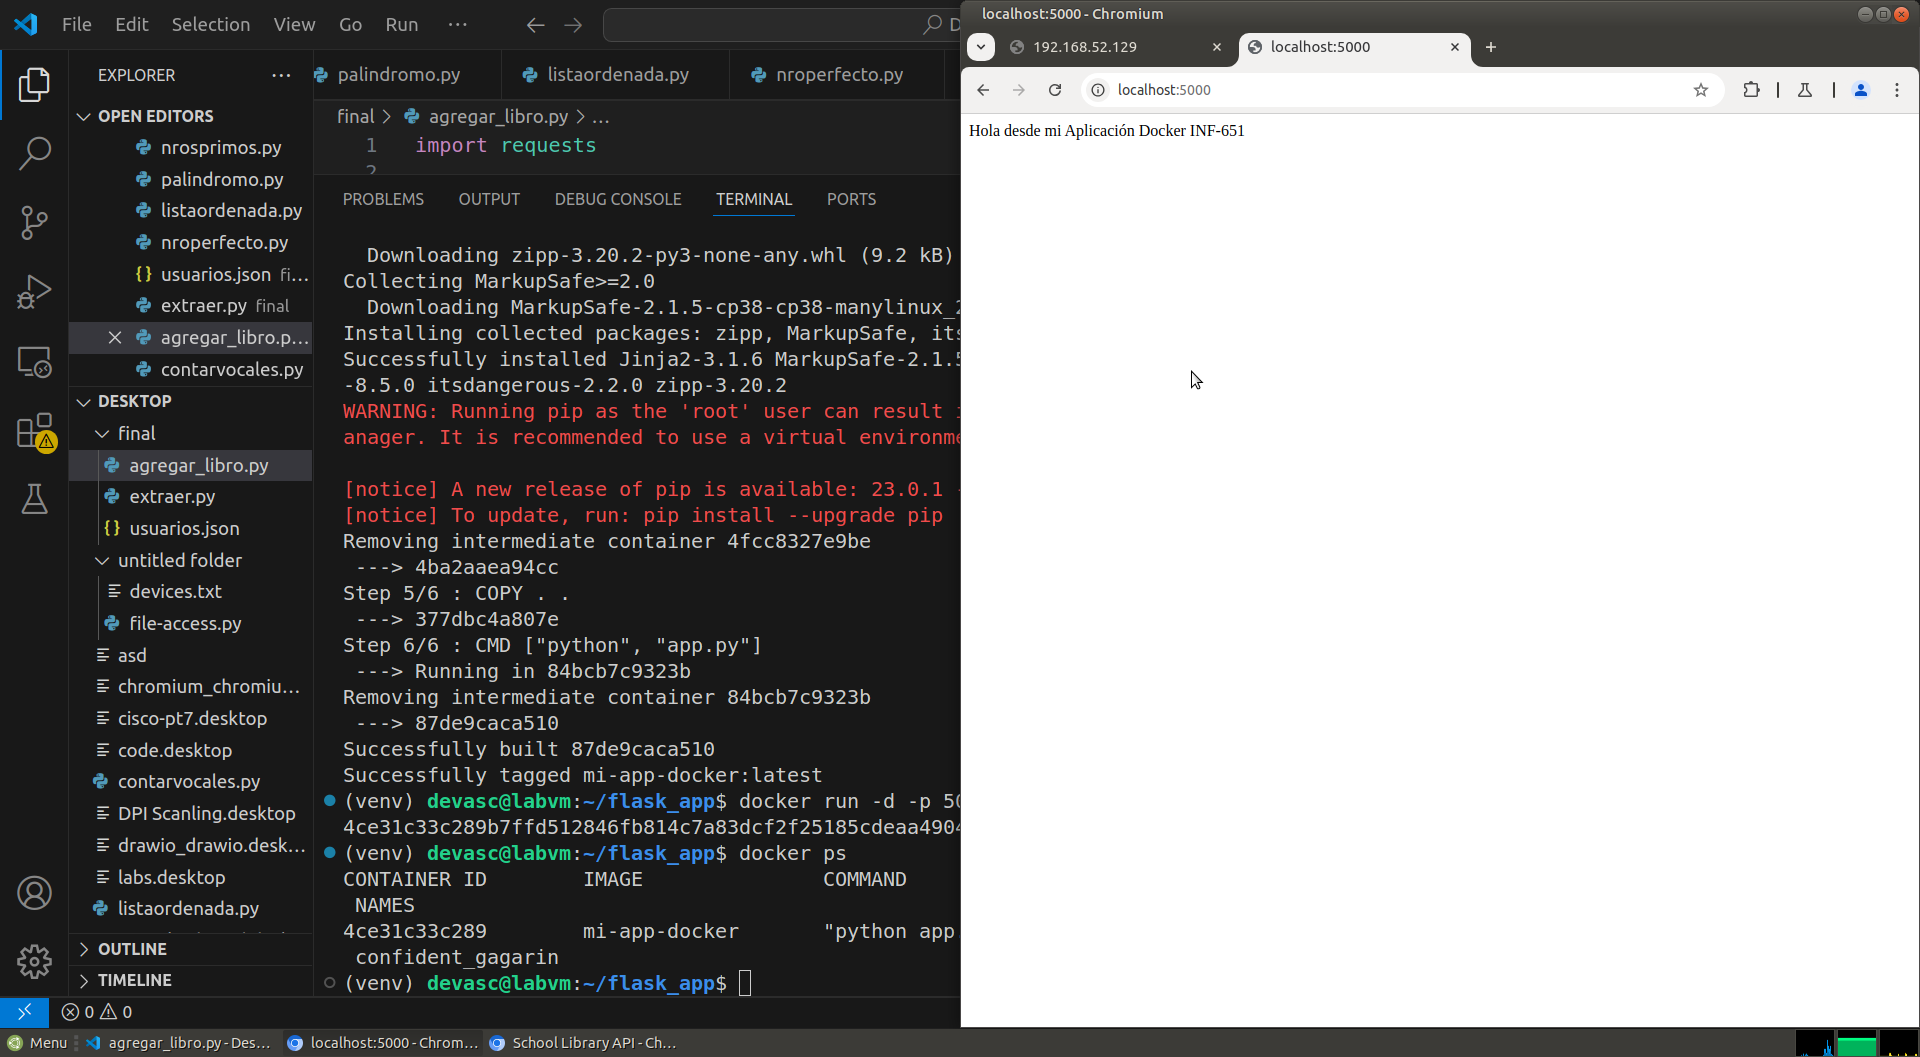 File Edit Selection View Go Run ···
EXPLORER ···
OPEN EDITORS
nrosprimos.py
palindromo.py
listaordenada.py
nroperfecto.py
usuarios.json fi...
extraer.py final
agregar_libro.p...
contarvocales.py
DESKTOP
final
agregar_libro.py
extraer.py
usuarios.json
untitled folder
devices.txt
file-access.py
asd
chromium_chromiu...
cisco-pt7.desktop
code.desktop
contarvocales.py
DPI Scanling.desktop
drawio_drawio.desk...
labs.desktop
listaordenada.py
OUTLINE
TIMELINE
0 0
palindromo.py listaordenada.py nroperfecto.py
final > agregar_libro.py > ...
1 import requests
2
PROBLEMS OUTPUT DEBUG CONSOLE TERMINAL PORTS
Downloading zipp-3.20.2-py3-none-any.whl (9.2 kB)
Collecting MarkupSafe>=2.0
Downloading MarkupSafe-2.1.5-cp38-cp38-manylinux_2
Installing collected packages: zipp, MarkupSafe, its
Successfully installed Jinja2-3.1.6 MarkupSafe-2.1.5
-8.5.0 itsdangerous-2.2.0 zipp-3.20.2
WARNING: Running pip as the 'root' user can result i
anager. It is recommended to use a virtual environme
[notice] A new release of pip is available: 23.0.1 -
[notice] To update, run: pip install --upgrade pip
Removing intermediate container 4fcc8327e9be
---> 4ba2aaea94cc
Step 5/6 : COPY . .
---> 377dbc4a807e
Step 6/6 : CMD ["python", "app.py"]
---> Running in 84bcb7c9323b
Removing intermediate container 84bcb7c9323b
---> 87de9caca510
Successfully built 87de9caca510
Successfully tagged mi-app-docker:latest
(venv) devasc@labvm:~/flask_app$ docker run -d -p 50
4ce31c33c289b7ffd512846fb814c7a83dcf2f25185cdeaa4904
(venv) devasc@labvm:~/flask_app$ docker ps
CONTAINER ID IMAGE COMMAND
NAMES
4ce31c33c289 mi-app-docker "python app.
confident_gagarin
(venv) devasc@labvm:~/flask_app$
localhost:5000 - Chromium
192.168.52.129 localhost:5000
localhost:5000
Hola desde mi Aplicación Docker INF-651
Menu agregar_libro.py - Des... localhost:5000 - Chrom... School Library API - Ch...